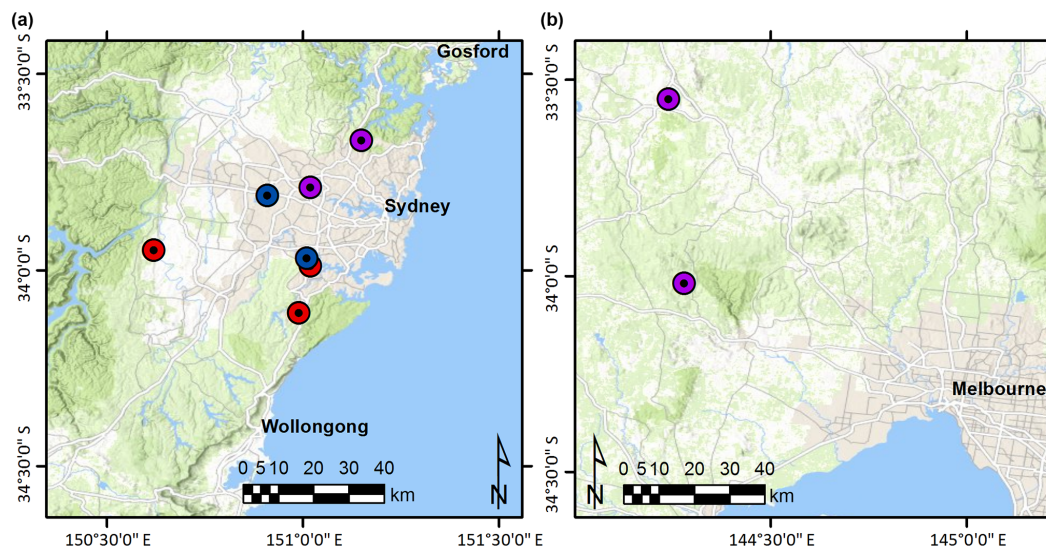 (a)
Gosford
Sydney
Wollongong
0 5 10 20 30 40
km
N
33°30'0" S
34°0'0" S
34°30'0" S
150°30'0" E
151°0'0" E
151°30'0" E
(b)
Melbourne
0 5 10 20 30 40
km
N
33°30'0" S
34°0'0" S
34°30'0" S
144°30'0" E
145°0'0" E